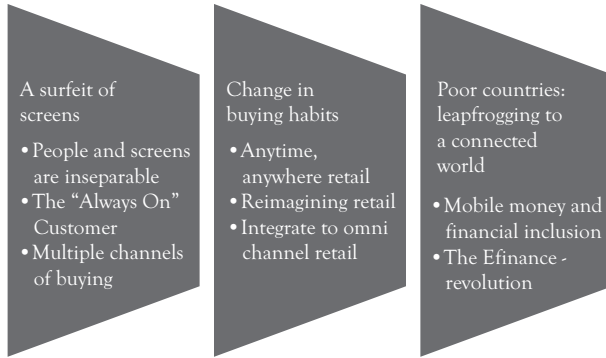 A surfeit of
screens
• People and screens
are inseparable
• The “Always On”
Customer
• Multiple channels
of buying
Change in
buying habits
• Anytime,
anywhere retail
• Reimagining retail
• Integrate to omni
channel retail
Poor countries:
leapfrogging to
a connected
world
• Mobile money and
financial inclusion
• The Efinance -
revolution